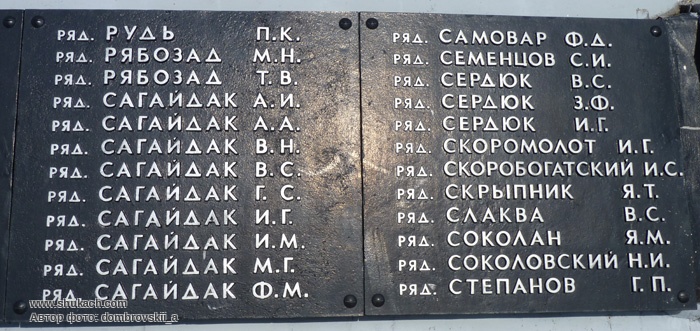 РЯД. РУДЬ П.К.
РЯД. РЯБОЗАД М.Н.
РЯД. РЯБОЗАД Т.В.
РЯД. САГАЙДАК А.И.
РЯД. САГАЙДАК А.А.
РЯД. САГАЙДАК В.Н.
РЯД. САГАЙДАК В.С.
РЯД. САГАЙДАК Г.С.
РЯД. САГАЙДАК И.Г.
РЯД. САГАЙДАК И.М.
РЯД. САГАЙДАК М.Г.
РЯД. САГАЙДАК Ф.М.
РЯД. САМОВАР Ф.Д.
РЯД. СЕМЕНЦОВ С.И.
РЯД. СЕРДЮК В.С.
РЯД. СЕРДЮК З.Ф.
РЯД. СЕРДЮК И.Г.
РЯД. СКОРОМОЛОТ И.Г.
РЯД. СКОРОБОГАТСКИЙ И.С.
РЯД. СКРЫПНИК Я.Т.
РЯД. СЛАКВА В.С.
РЯД. СОКОЛАН Я.М.
РЯД. СОКОЛОВСКИЙ Н.И.
РЯД. СТЕПАНОВ Г.П.
www.shukach.com
Автор фото: dombrovskii_a